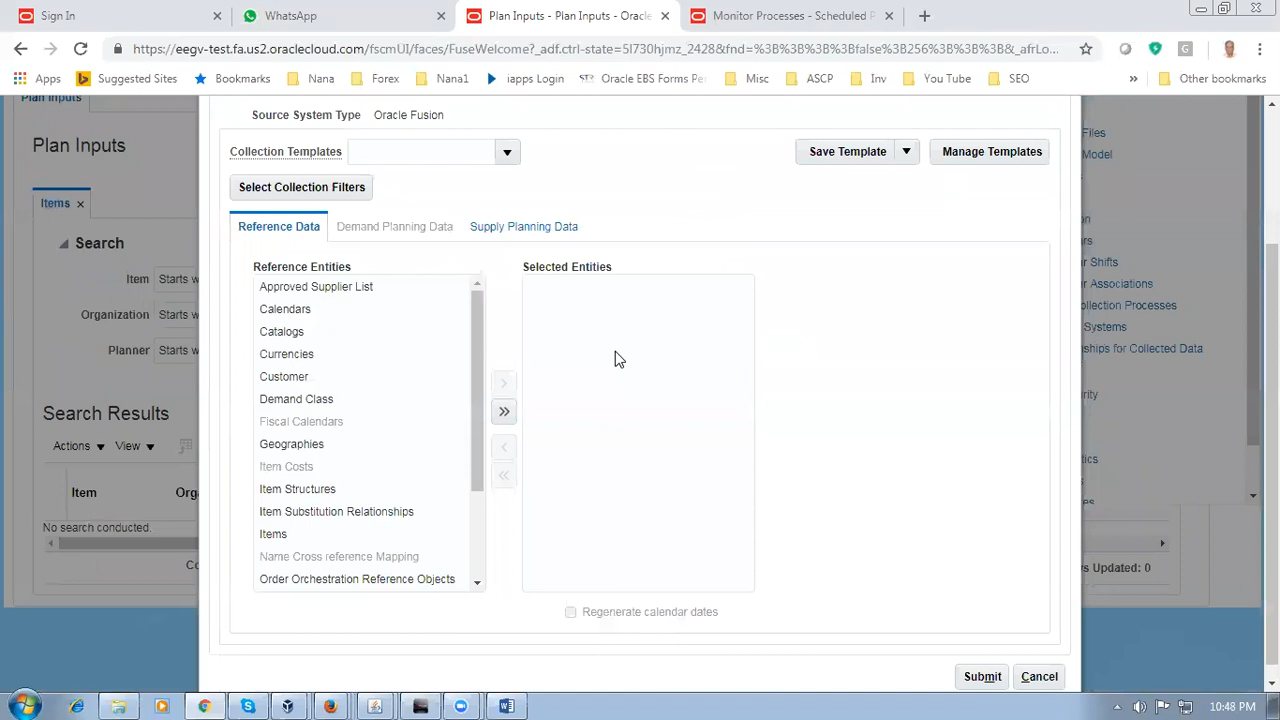 Sign In
WhatsApp
Plan Inputs - Plan Inputs - Oracle
Monitor Processes - Scheduled P
https://eegv-test.fa.us2.oraclecloud.com/fscmUI/faces/FuseWelcome?_adf.ctrl-state=5l730hjmz_2428&fnd=%3B%3B%3B%3Bfalse%3B256%3B%3B%3B&_afrLo...
Apps
Suggested Sites
Bookmarks
Nana
Forex
Nana1
iapps Login
Oracle EBS Forms Pe
Misc
ASCP
Inv
You Tube
SEO
»
Other bookmarks
Plan Inputs
Files
Source System Type Oracle Fusion
Plan Inputs
Collection Templates
Save Template
Manage Templates
Model
Select Collection Filters
Items
Reference Data
Demand Planning Data
Supply Planning Data
Search
Reference Entities
Selected Entities
Item Starts w
Approved Supplier List
Calendars
Organization Starts w
Catalogs
Planner Starts w
Currencies
Customer
Demand Class
Search Results
Fiscal Calendars
Actions
View
Geographies
Item Costs
Item
Item Structures
Item Substitution Relationships
No search conducted.
Items
Name Cross reference Mapping
Order Orchestration Reference Objects
Regenerate calendar dates
Submit
Cancel
r Shifts
r Associations
llection Processes
Systems
nships for Collected Data
s Updated: 0
10:48 PM